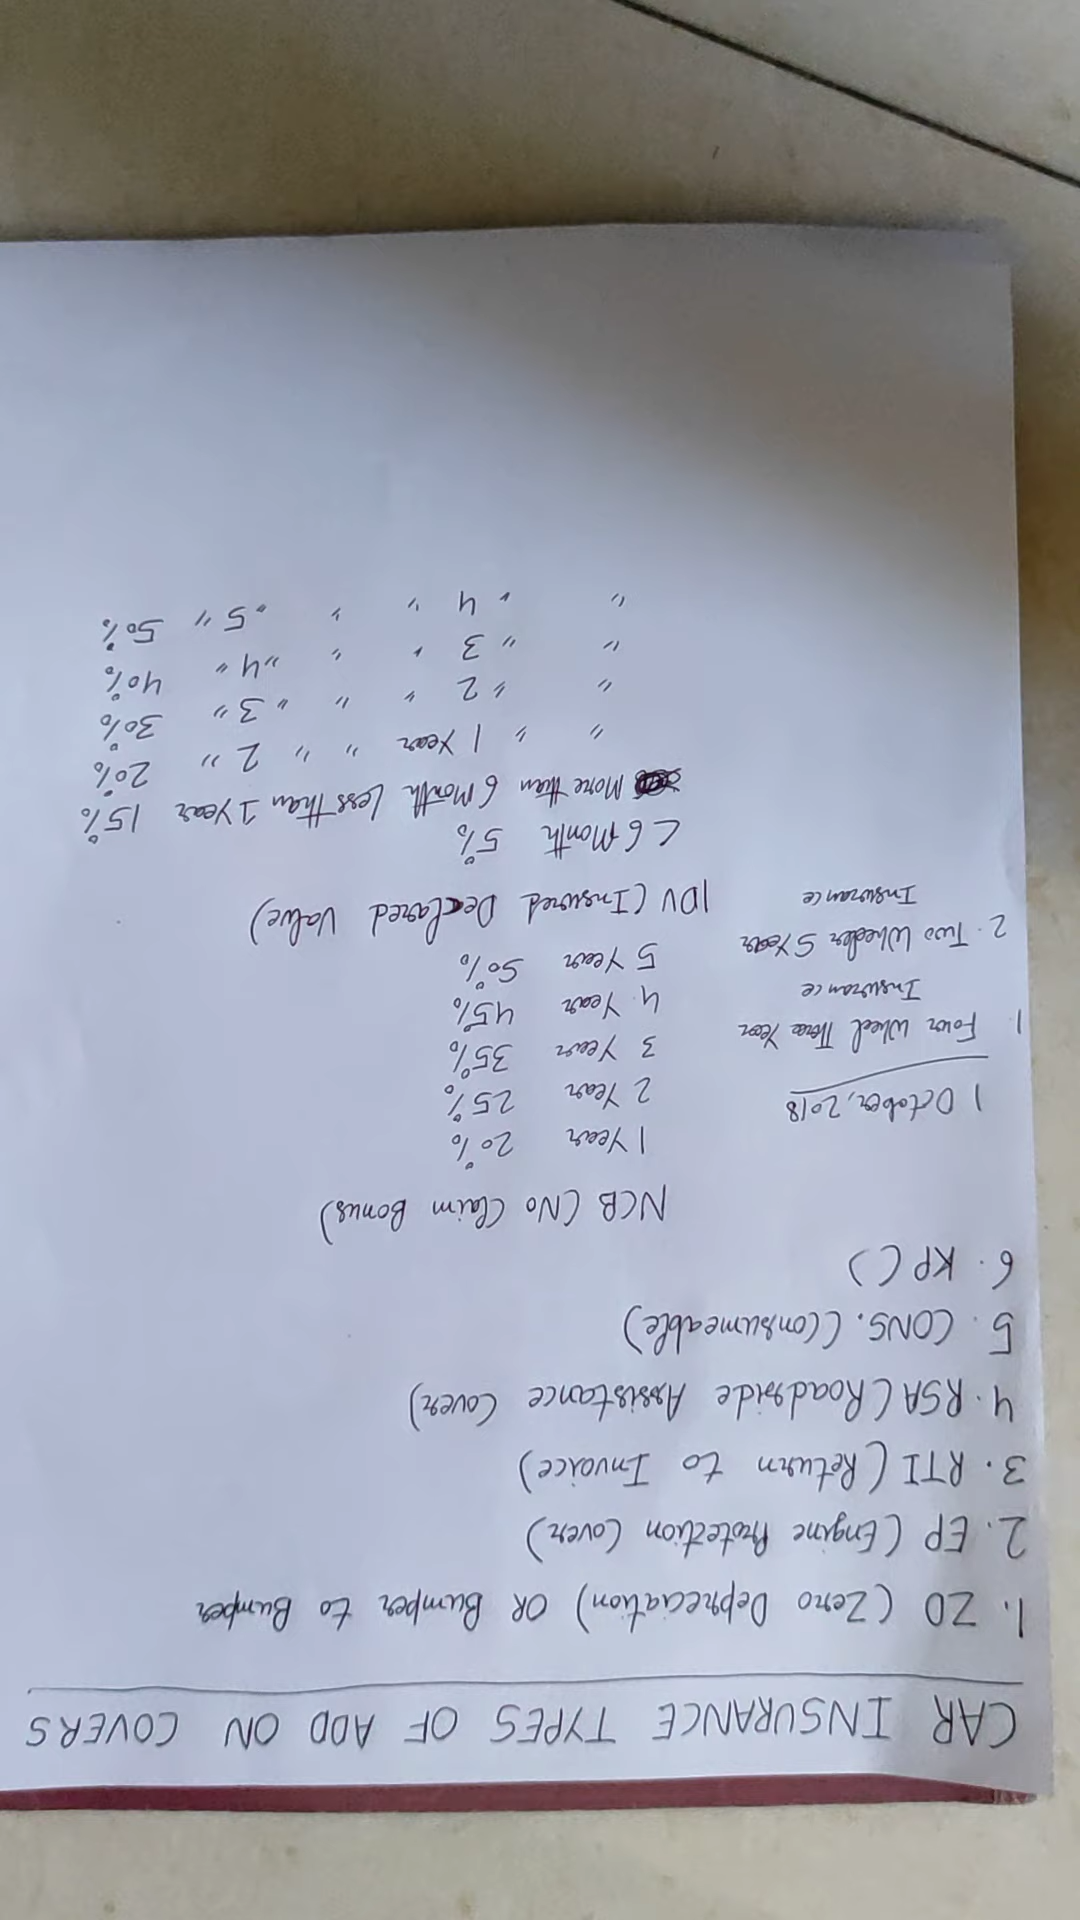 CAR INSURANCE TYPES OF ADD ON COVERS
1. ZD (Zero Depreciation) OR Bumper to Bumper
2. EP (Engine Protection Cover)
3. RTI (Return to Invoice)
4. RSA (Roadside Assistance Cover)
5. CONS. (Consumeable)
6. KP ( )
NCB (No Claim Bonus)
1 Year 20%
2 Year 25%
3 Year 35%
4 Year 45%
5 Year 50%
1 October, 2018
1. Four Wheel Three Year
Insurance
2. Two Wheeler 5 Year
Insurance
IDV (Insured Declared Value)
< 6 Month 5%
More than 6 Month Less than 1 Year 15%
" " 1 Year " " 2 " 20%
" " 2 " " " 3 " 30%
" " 3 " " " 4 " 40%
" " 4 " " " 5 " 50%